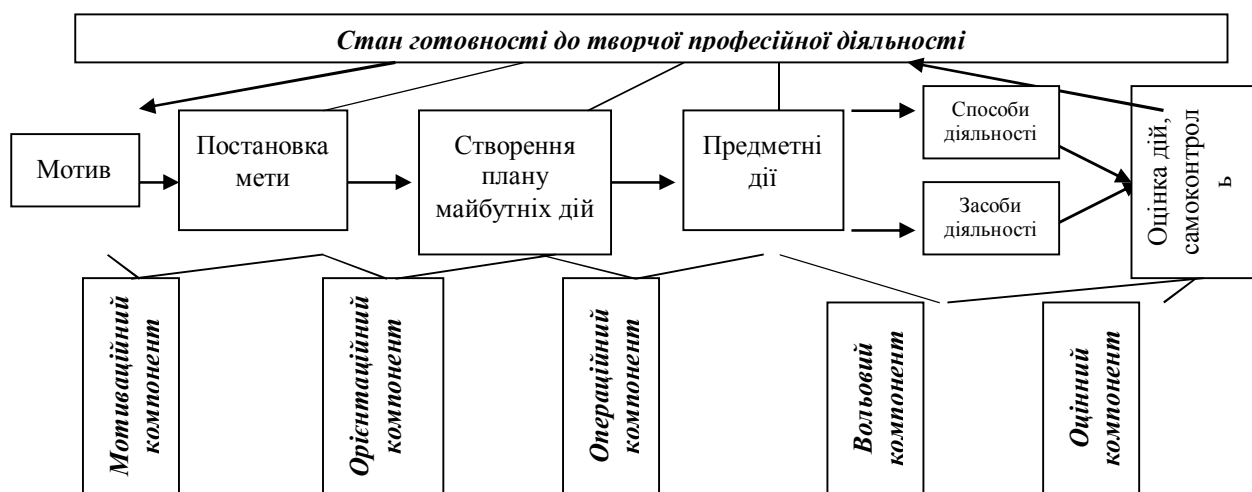 Стан готовності до творчої професійної діяльності
Мотив
Постановка
мети
Створення
плану
майбутніх дій
Предметні
дії
Способи
діяльності
Засоби
діяльності
Оцінка дій,
самоконтрол
ь
Мотиваційний
компонент
Орієнтаційний
компонент
Операційний
компонент
Вольовий
компонент
Оцінний
компонент